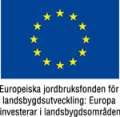 Europeiska jordbruksfonden för
landsbygdsutveckling: Europa
investerar i landsbygdsområden